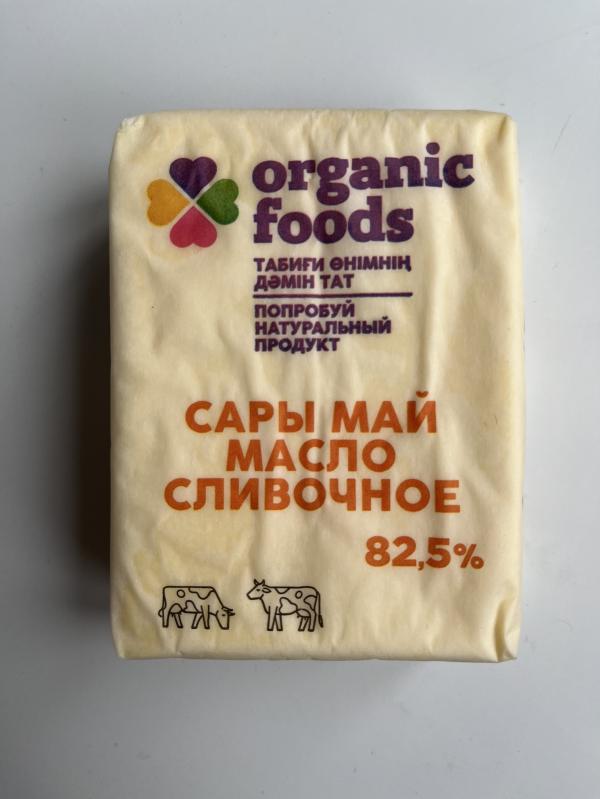 organic
foods
ТАБИҒИ ӨНІМНІҢ
ДӘМІН ТАТ
ПОПРОБУЙ
НАТУРАЛЬНЫЙ
ПРОДУКТ
САРЫ МАЙ
МАСЛО
СЛИВОЧНОЕ
82,5%